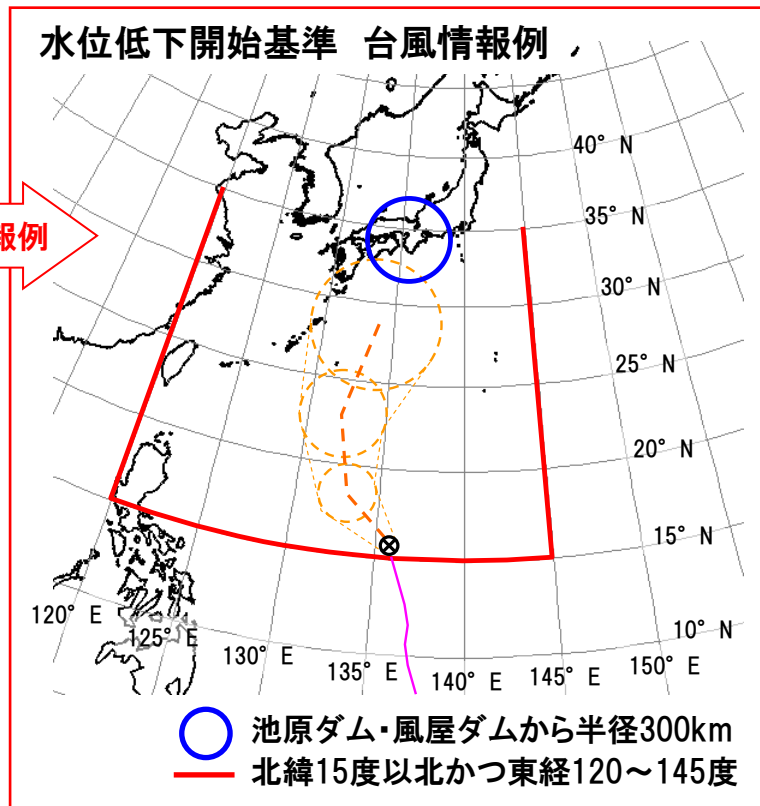 水位低下開始基準 台風情報例
報例
40° N
35° N
30° N
25° N
20° N
15° N
10° N
120° E
125° E
130° E
135° E
140° E
145° E
150° E
池原ダム・風屋ダムから半径300km
北緯15度以北かつ東経120～145度